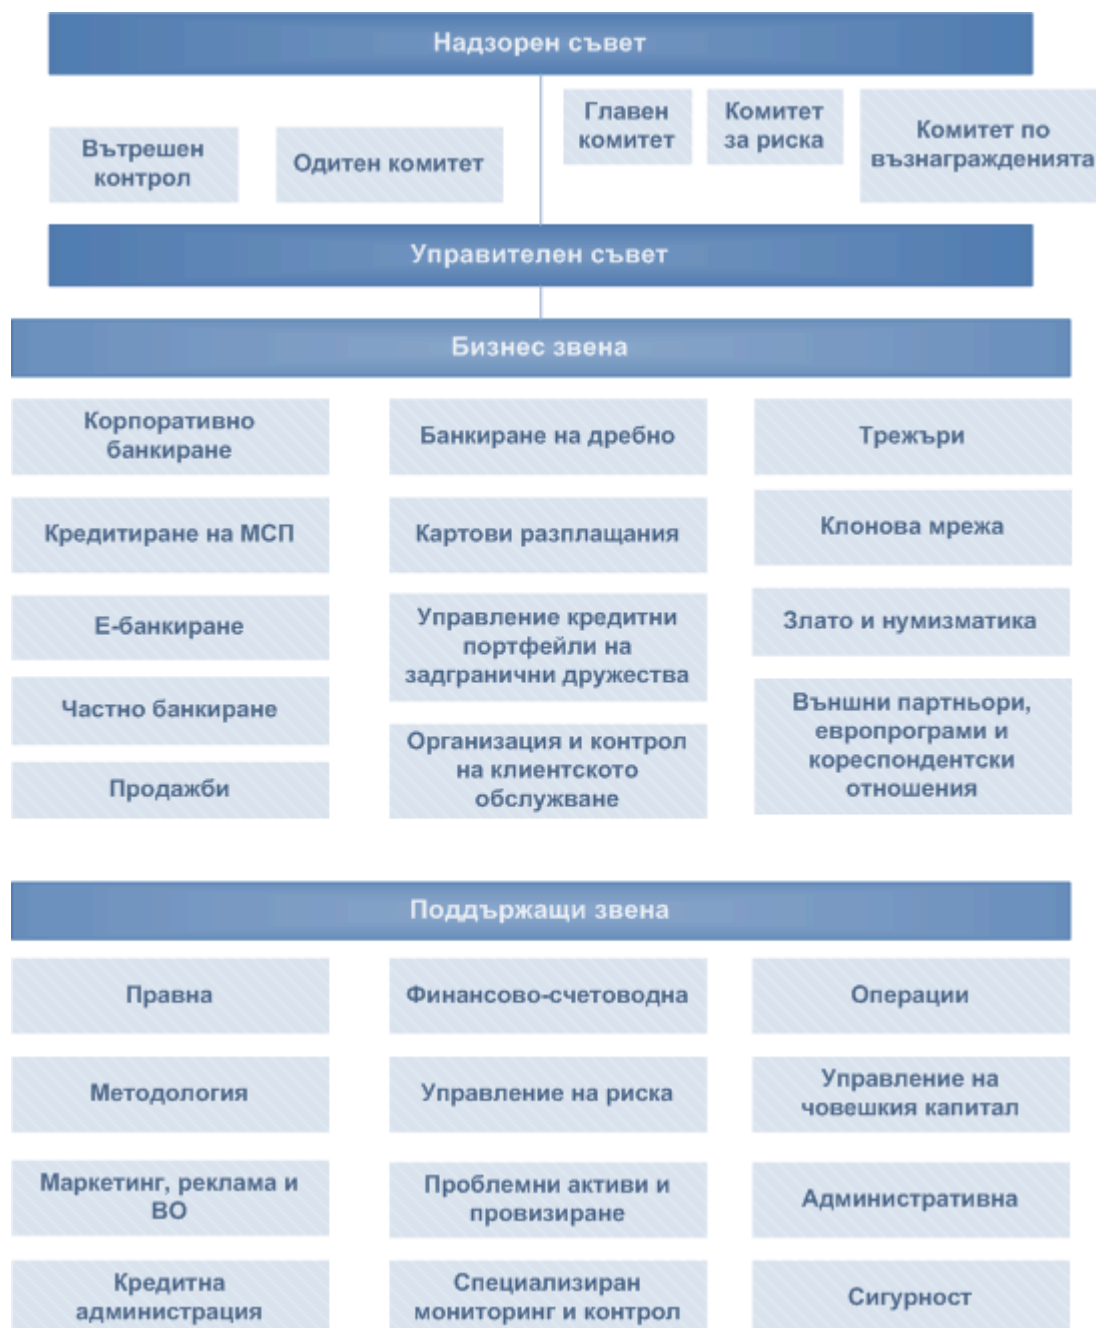 Надзорен съвет
Вътрешен
контрол
Одитен комитет
Главен
комитет
Комитет
за риска
Комитет по
възнагражденията
Управителен съвет
Бизнес звена
Корпоративно
банкиране
Банкиране на дребно
Трежъри
Кредитиране на МСП
Картови разплащания
Клонова мрежа
Е-банкиране
Управление кредитни
портфейли на
задгранични дружества
Злато и нумизматика
Частно банкиране
Организация и контрол
на клиентското
обслужване
Външни партньори,
европрограми и
кореспондентски
отношения
Продажби
Поддържащи звена
Правна
Финансово-счетоводна
Операции
Методология
Управление на риска
Управление на
човешкия капитал
Маркетинг, реклама и
ВО
Проблемни активи и
провизиране
Административна
Кредитна
администрация
Специализиран
мониторинг и контрол
Сигурност